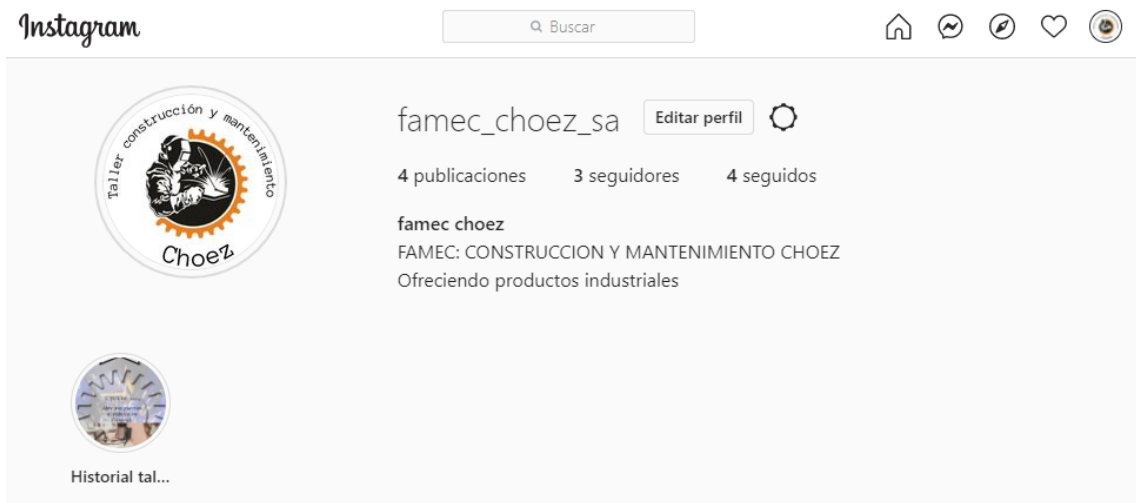 Instagram
Buscar
Taller construcción y mantenimiento
Choez
famec_choez_sa Editar perfil
4 publicaciones 3 seguidores 4 seguidos
famec choez
FAMEC: CONSTRUCCION Y MANTENIMIENTO CHOEZ
Ofreciendo productos industriales
Historial tal...